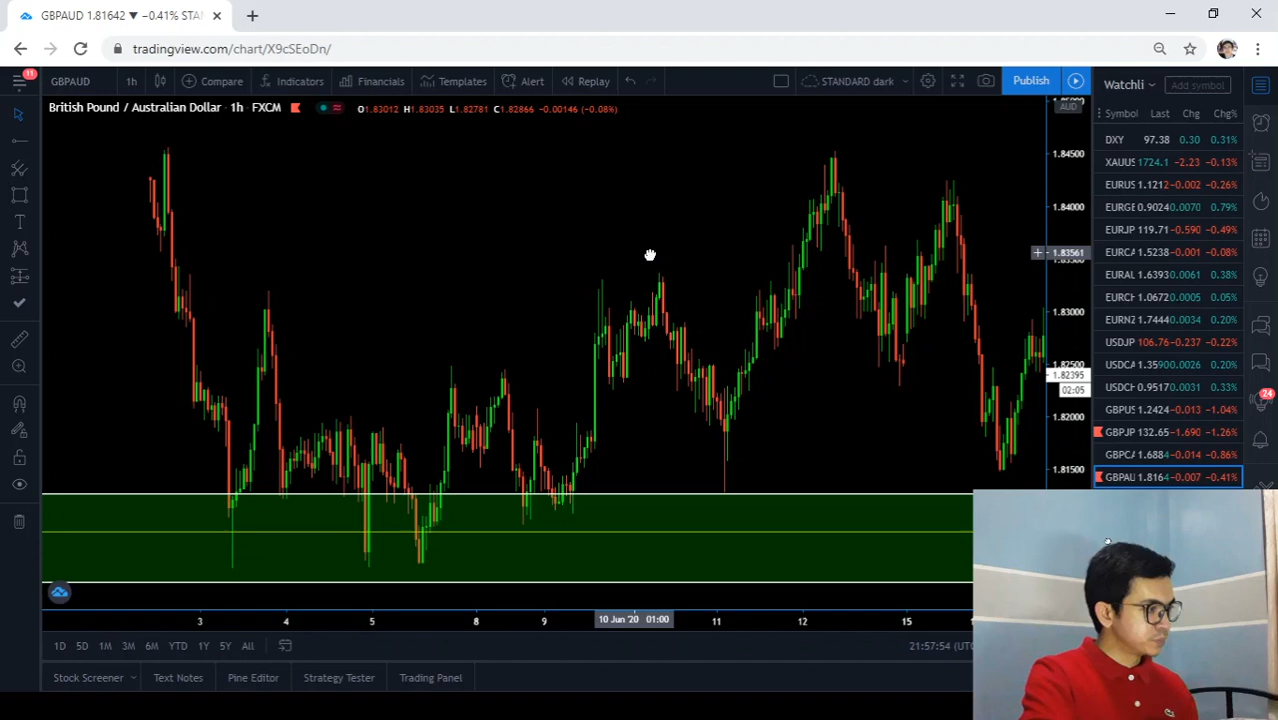 GBPAUD 1.81642 ▼ −0.41% STAN
tradingview.com/chart/X9cSEoDn/
11
GBPAUD 1h Compare Indicators Financials Templates Alert Replay STANDARD dark Publish
British Pound / Australian Dollar · 1h · FXCM O1.83012 H1.83035 L1.82781 C1.82866 −0.00146 (−0.08%)
AUD
1.84500
1.84000
1.83561
1.83000
1.82500
1.82395
02:05
1.82000
1.81500
3 4 5 8 9 10 Jun '20 01:00 11 12 15
1D 5D 1M 3M 6M YTD 1Y 5Y All 21:57:54 (UTC
Stock Screener Text Notes Pine Editor Strategy Tester Trading Panel
Watchli Add symbol
Symbol Last Chg Chg%
DXY 97.38 0.30 0.31%
XAUUS 1724.1 −2.23 −0.13%
EURUS 1.1212 −0.002 −0.26%
EURGE 0.9024 0.0070 0.79%
EURJP 119.71 −0.590 −0.49%
EURCA 1.5238 −0.001 −0.08%
EURAU 1.6393 0.0061 0.38%
EURCH 1.0672 0.0005 0.05%
EURNZ 1.7444 0.0034 0.20%
USDJP 106.76 −0.237 −0.22%
USDCA 1.35900 0.0026 0.20%
USDCH 0.9517 0.0031 0.33%
GBPUS 1.2424 −0.013 −1.04%
GBPJP 132.65 −1.690 −1.26%
GBPCA 1.6884 −0.014 −0.86%
GBPAU 1.8164 −0.007 −0.41%
24